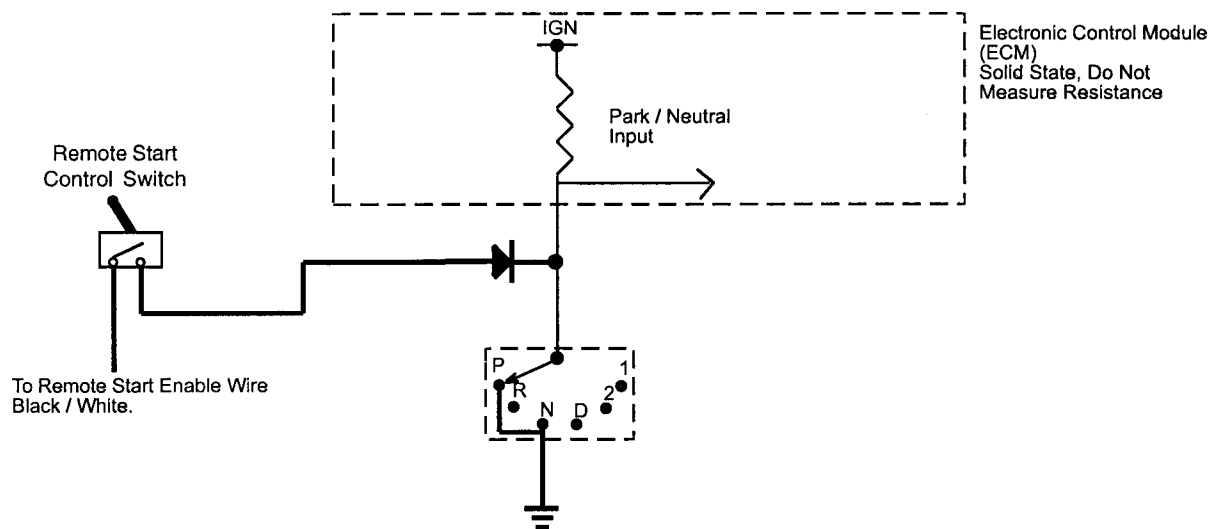 IGN
Electronic Control Module
(ECM)
Solid State, Do Not
Measure Resistance
Park / Neutral
Input
Remote Start
Control Switch
To Remote Start Enable Wire
Black / White.
P
R
N
D
2
1